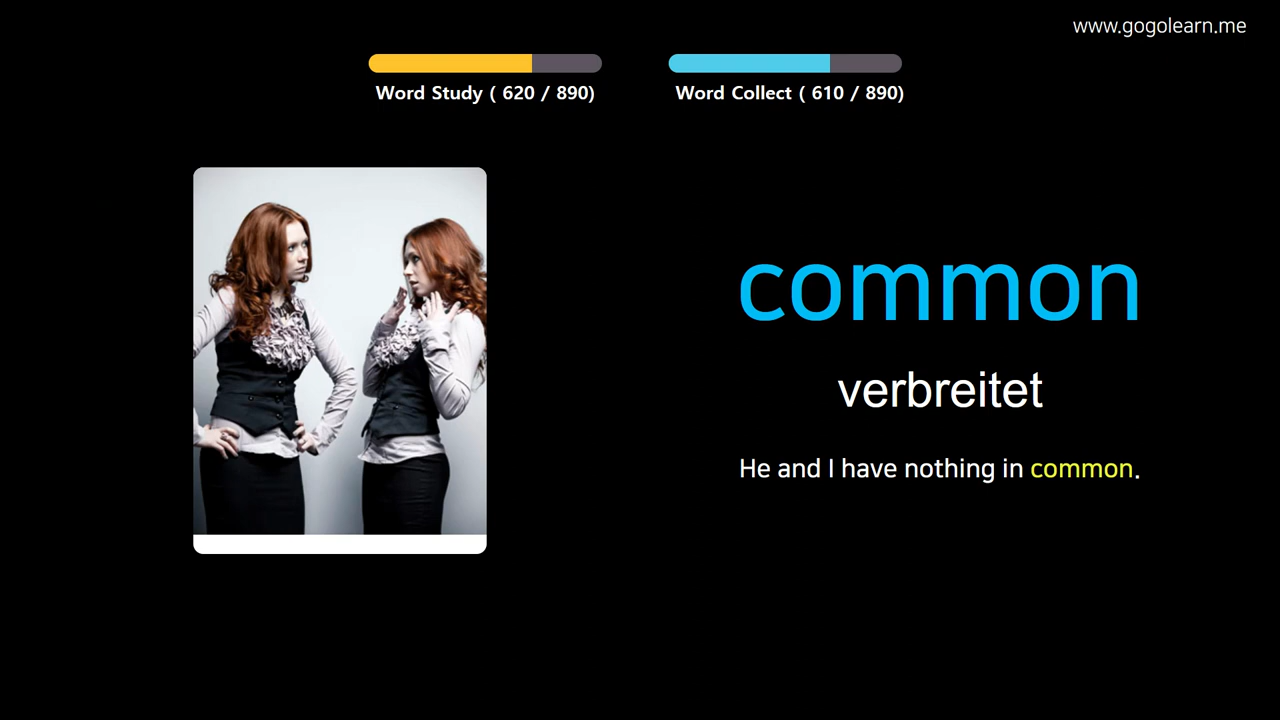 www.gogolearn.me
Word Study ( 620 / 890)
Word Collect ( 610 / 890)
common
verbreitet
He and I have nothing in common.